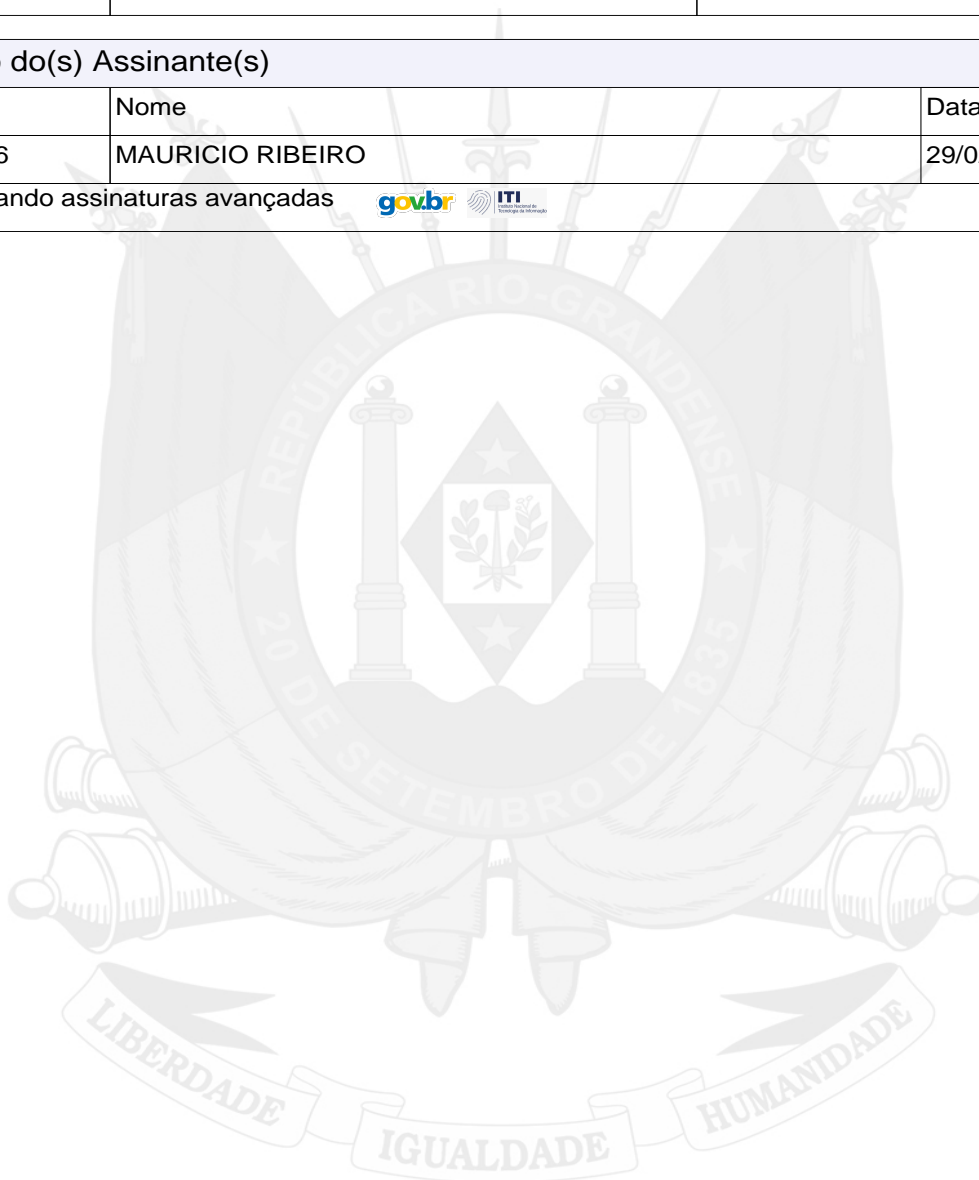 do(s) Assinante(s)
Nome
Data
6
MAURICIO RIBEIRO
29/0
ando assinaturas avançadas
gov.br
ITI
REPÚBLICA RIO-GRANDENSE
20 DE SETEMBRO DE 1835
LIBERDADE
IGUALDADE
HUMANIDADE